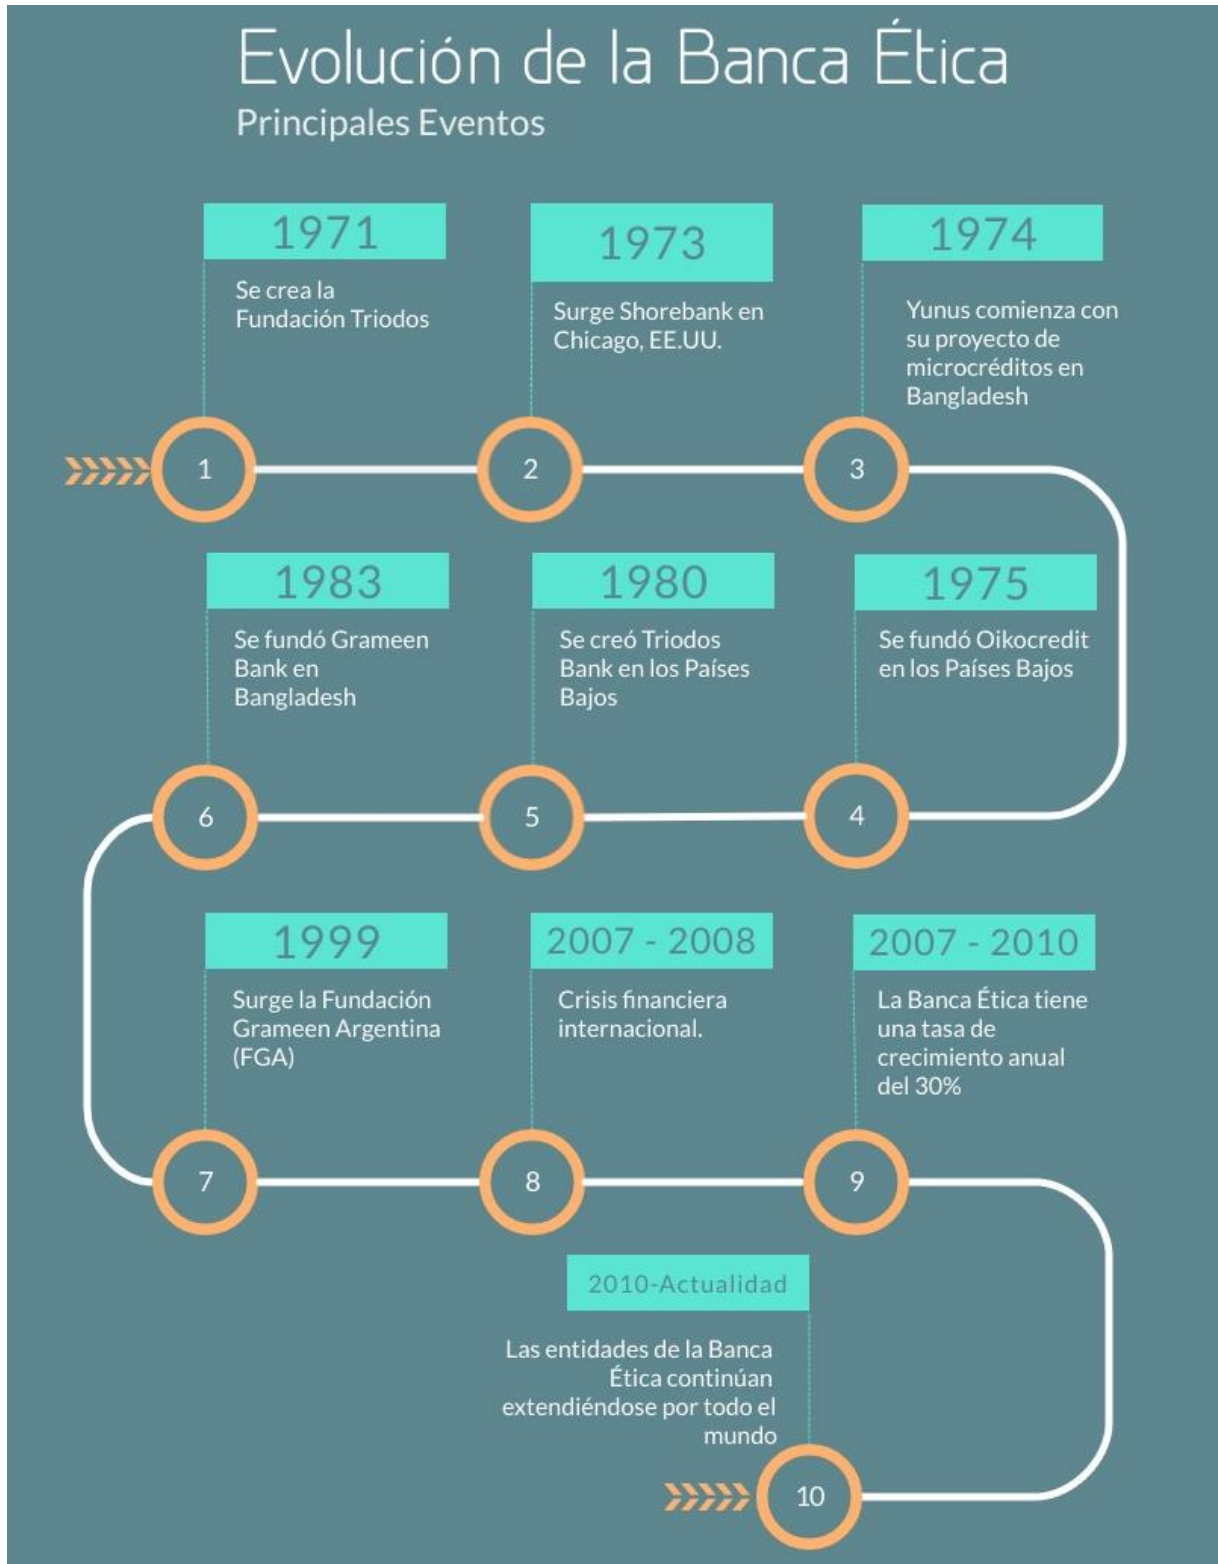 Evolución de la Banca Ética
Principales Eventos
1971
Se crea la
Fundación Triodos
1
1973
Surge Shorebank en
Chicago, EE.UU.
2
1974
Yunus comienza con
su proyecto de
microcréditos en
Bangladesh
3
1975
Se fundó Oikocredit
en los Países Bajos
4
1980
Se creó Triodos
Bank en los Países
Bajos
5
1983
Se fundó Grameen
Bank en
Bangladesh
6
1999
Surge la Fundación
Grameen Argentina
(FGA)
7
2007 - 2008
Crisis financiera
internacional.
8
2007 - 2010
La Banca Ética tiene
una tasa de
crecimiento anual
del 30%
9
2010-Actualidad
Las entidades de la Banca
Ética continúan
extendiéndose por todo el
mundo
10